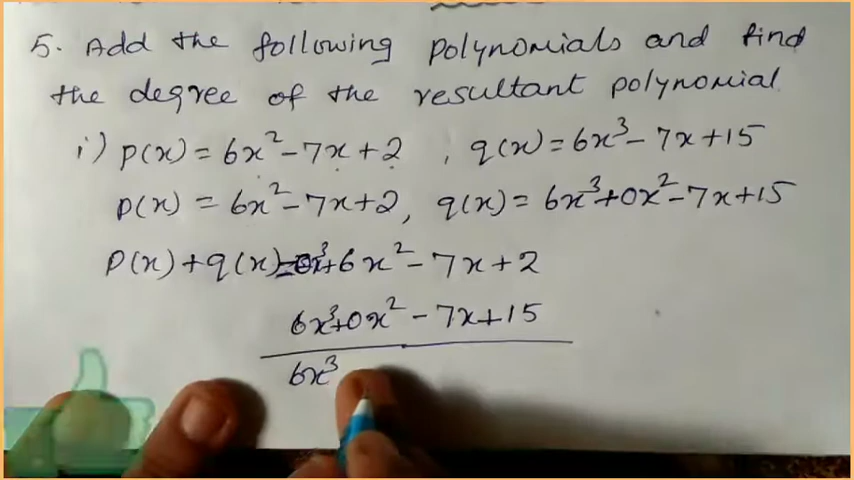 5. Add the following polynomials and find
the degree of the resultant polynomial
i) p(x) = 6x² - 7x + 2 , q(x) = 6x³ - 7x + 15
p(x) = 6x² - 7x + 2, q(x) = 6x³ + 0x² - 7x + 15
p(x) + q(x) = 0x³ + 6x² - 7x + 2
6x³ + 0x² - 7x + 15
6x³